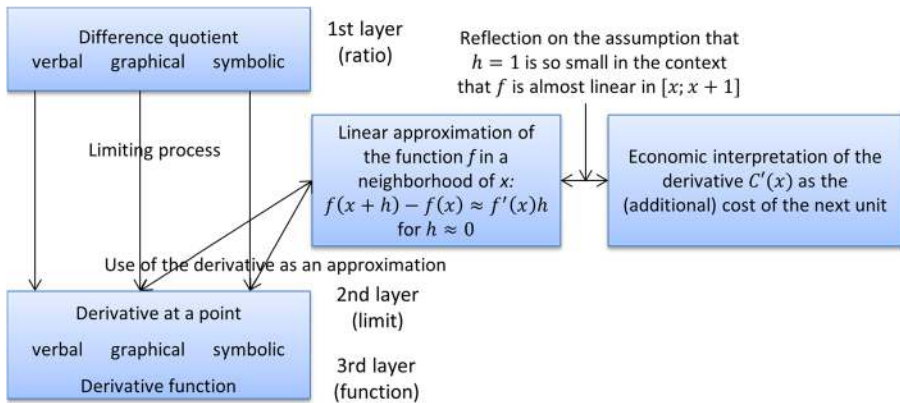 Difference quotient
verbal graphical symbolic
1st layer
(ratio)
Reflection on the assumption that
h = 1 is so small in the context
that f is almost linear in [x; x + 1]
Limiting process
Linear approximation of
the function f in a
neighborhood of x:
f(x + h) − f(x) ≈ f′(x)h
for h ≈ 0
Economic interpretation of the
derivative C′(x) as the
(additional) cost of the next unit
Use of the derivative as an approximation
Derivative at a point
verbal graphical symbolic
Derivative function
2nd layer
(limit)
3rd layer
(function)